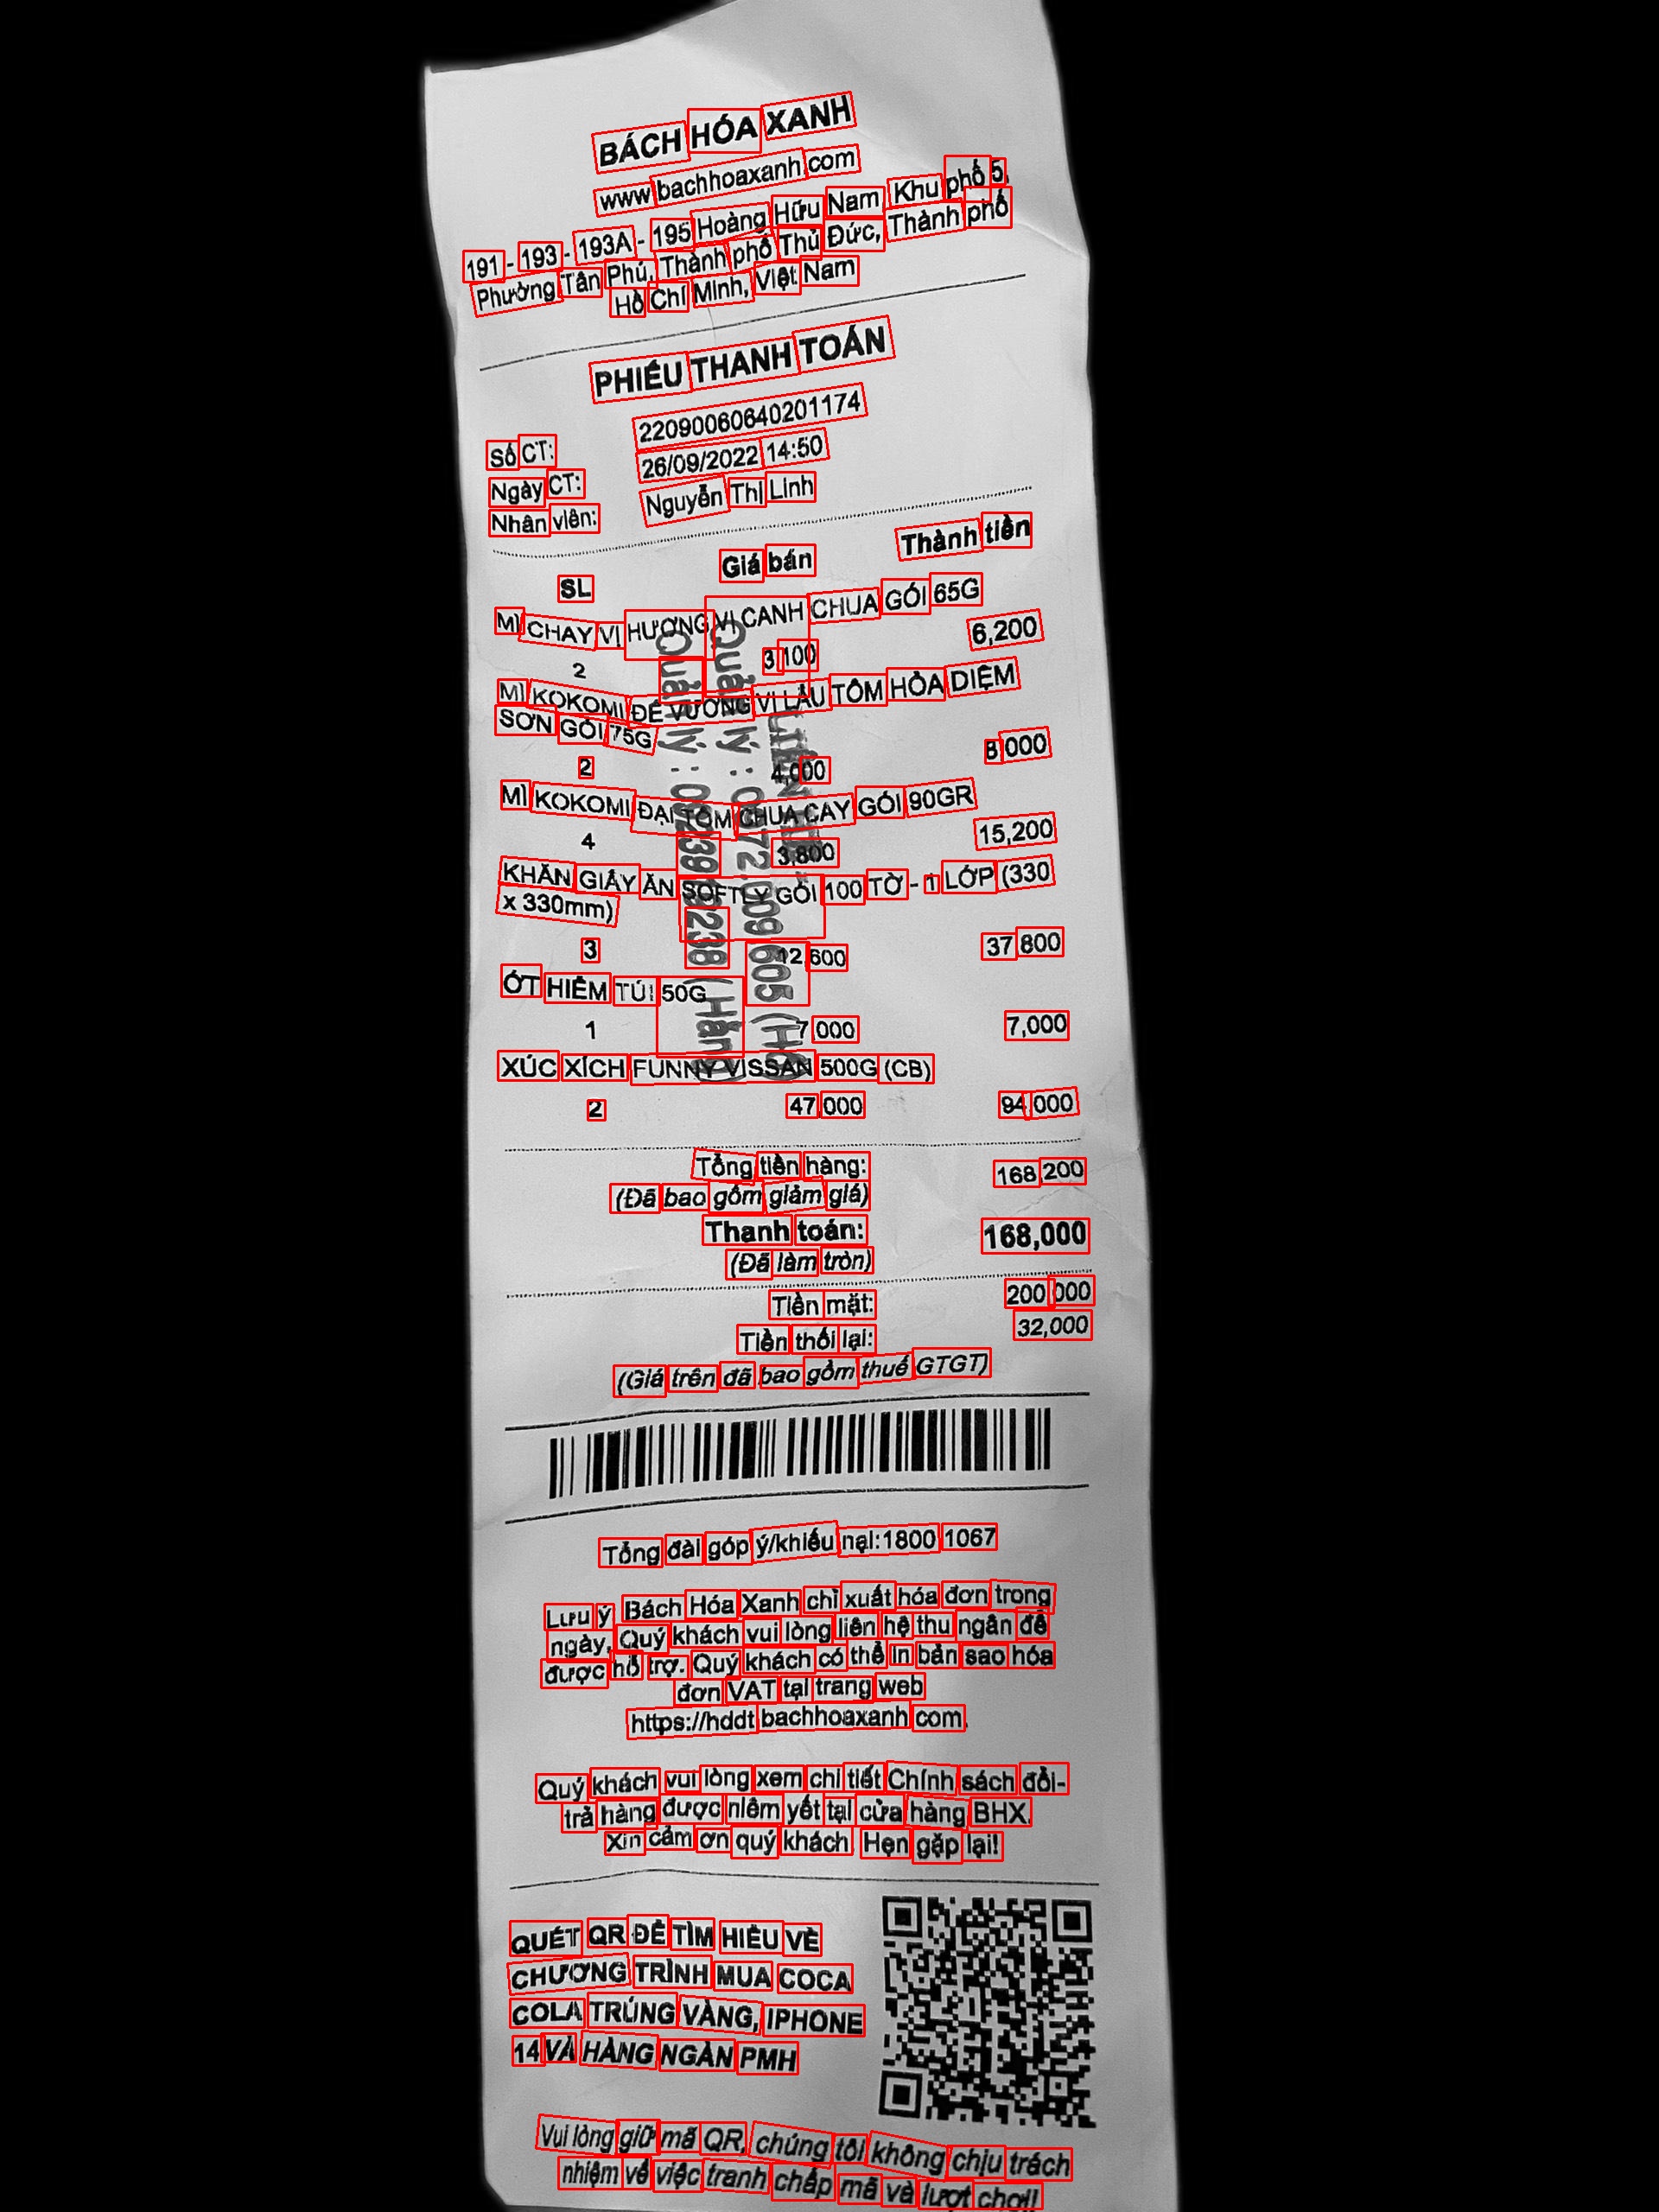 BÁCH HÓA XANH
www.bachhoaxanh.com
191 - 193 - 193A - 195 Hoàng Hữu Nam, Khu phố 5,
Phường Tân Phú, Thành phố Thủ Đức, Thành phố
Hồ Chí Minh, Việt Nam
PHIẾU THANH TOÁN
Số CT: 22090060640201174
Ngày CT: 26/09/2022 14:50
Nhân viên: Nguyễn Thị Linh
SL Giá bán Thành tiền
MÌ CHAY VỊ HƯƠNG VỊ CANH CHUA GÓI 65G
2 3,100 6,200
MÌ KOKOMI ĐẾ VƯƠNG VỊ LẨU TÔM HỎA DIỆM
SƠN GÓI 75G
2 4,000 8,000
MÌ KOKOMI ĐẠI TÔM CHUA CAY GÓI 90GR
4 3,800 15,200
KHĂN GIẤY ĂN SOFTLY GÓI 100 TỜ - 1 LỚP (330
x 330mm)
3 12,600 37,800
ỚT HIỂM TÚI 50G
1 7,000 7,000
XÚC XÍCH FUNNY VISSAN 500G (CB)
2 47,000 94,000
Quản lý : (Hằng)
Quản lý : 0972.009.605
Tổng tiền hàng: 168,200
(Đã bao gồm giảm giá)
Thanh toán: 168,000
(Đã làm tròn)
Tiền mặt: 200,000
Tiền thối lại: 32,000
(Giá trên đã bao gồm thuế GTGT)
Tổng đài góp ý/khiếu nại:1800 1067
Lưu ý: Bách Hóa Xanh chỉ xuất hóa đơn trong
ngày, Quý khách vui lòng liên hệ thu ngân để
được hỗ trợ. Quý khách có thể in bản sao hóa
đơn VAT tại trang web
https://hddt.bachhoaxanh.com.
Quý khách vui lòng xem chi tiết Chính sách đổi-
trả hàng được niêm yết tại cửa hàng BHX.
Xin cảm ơn quý khách. Hẹn gặp lại!
QUÉT QR ĐỂ TÌM HIỂU VỀ
CHƯƠNG TRÌNH MUA COCA
COLA TRÚNG VÀNG, IPHONE
14 VÀ HÀNG NGÀN PMH
Vui lòng giữ mã QR, chúng tôi không chịu trách
nhiệm về việc tranh chấp mã và lượt chơi!